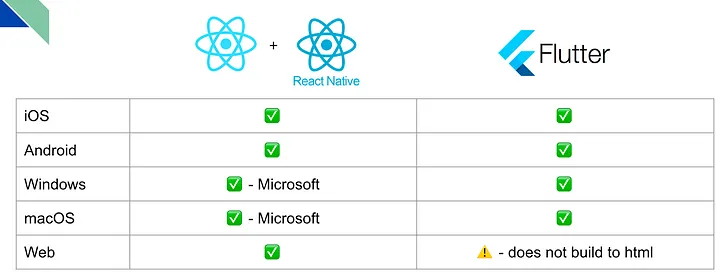 +
React Native
Flutter
iOS ✅ ✅
Android ✅ ✅
Windows ✅ - Microsoft ✅
macOS ✅ - Microsoft ✅
Web ✅ ⚠️ - does not build to html